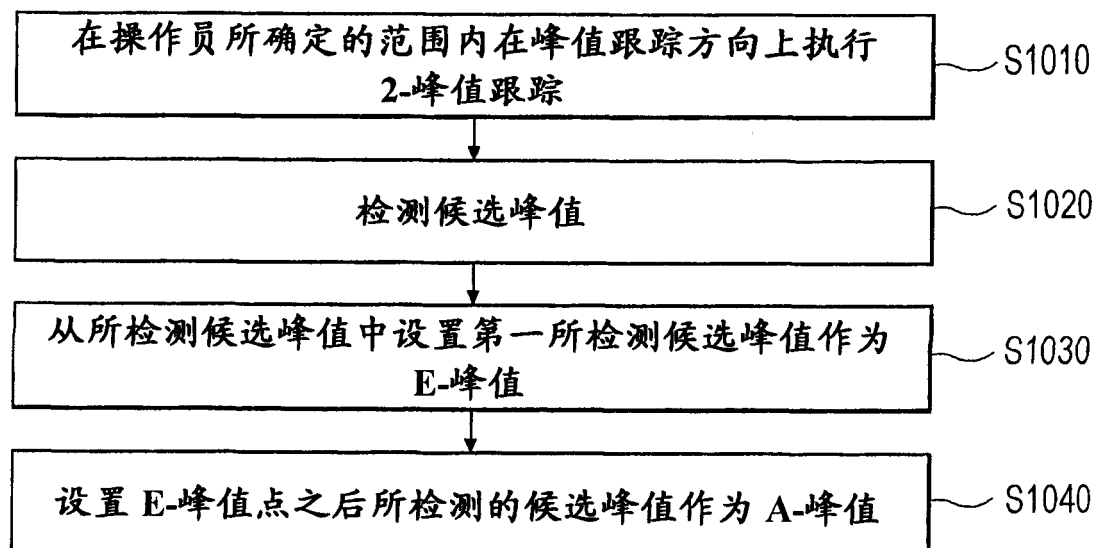 在操作员所确定的范围内在峰值跟踪方向上执行
2-峰值跟踪
S1010
检测候选峰值
S1020
从所检测候选峰值中设置第一所检测候选峰值作为
E-峰值
S1030
设置 E-峰值点之后所检测的候选峰值作为 A-峰值
S1040